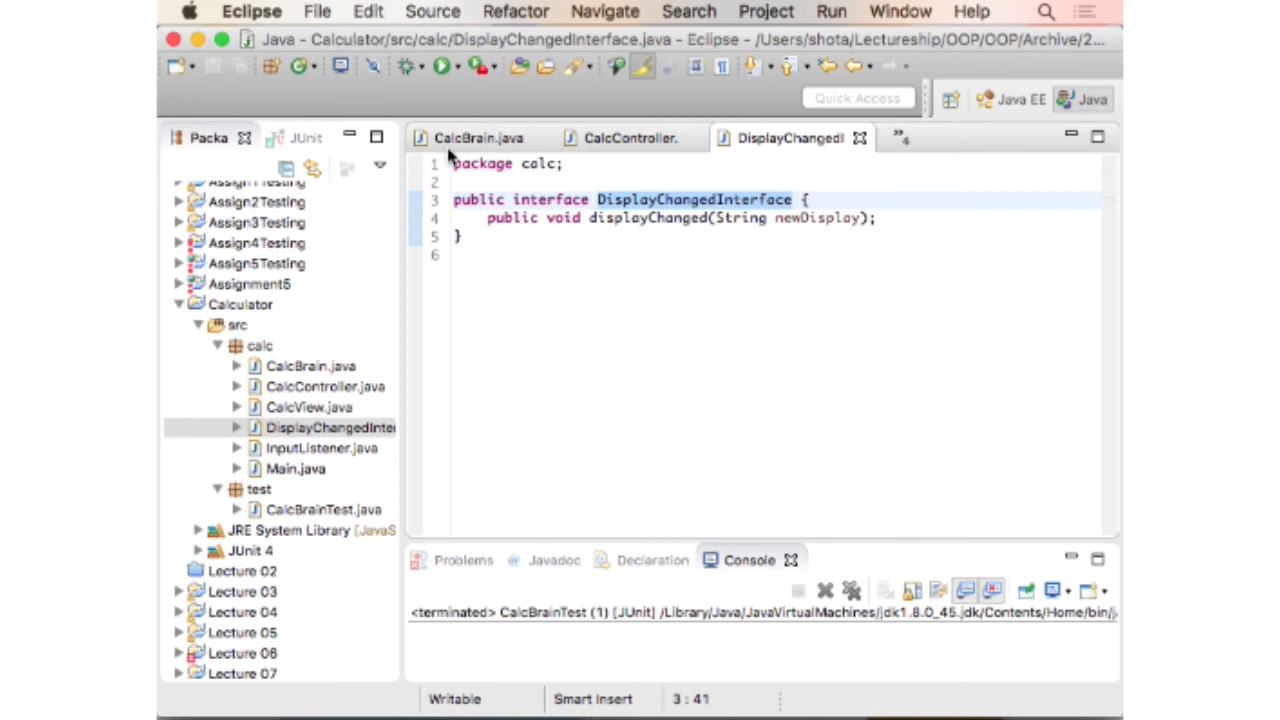 Eclipse File Edit Source Refactor Navigate Search Project Run Window Help
Java - Calculator/src/calc/DisplayChangedInterface.java - Eclipse - /Users/shota/Lectureship/OOP/OOP/Archive/2...
Quick Access
Java EE
Java
Packa
JUnit
Assign1Testing
Assign2Testing
Assign3Testing
Assign4Testing
Assign5Testing
Assignment5
Calculator
src
calc
CalcBrain.java
CalcController.java
CalcView.java
DisplayChangedInter
InputListener.java
Main.java
test
CalcBrainTest.java
JRE System Library [JavaS
JUnit 4
Lecture 02
Lecture 03
Lecture 04
Lecture 05
Lecture 06
Lecture 07
CalcBrain.java
CalcController.
DisplayChangedI
»4
1 package calc;
2
3 public interface DisplayChangedInterface {
4 public void displayChanged(String newDisplay);
5 }
6
Problems
@ Javadoc
Declaration
Console
<terminated> CalcBrainTest (1) [JUnit] /Library/Java/JavaVirtualMachines/jdk1.8.0_45.jdk/Contents/Home/bin/j
Writable
Smart Insert
3 : 41